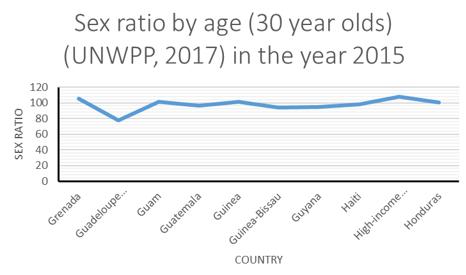 Sex ratio by age (30 year olds)
(UNWPP, 2017) in the year 2015
120
100
80
60
40
20
0
SEX RATIO
Grenada
Guadeloupe...
Guam
Guatemala
Guinea
Guinea-Bissau
Guyana
Haiti
High-income...
Honduras
COUNTRY